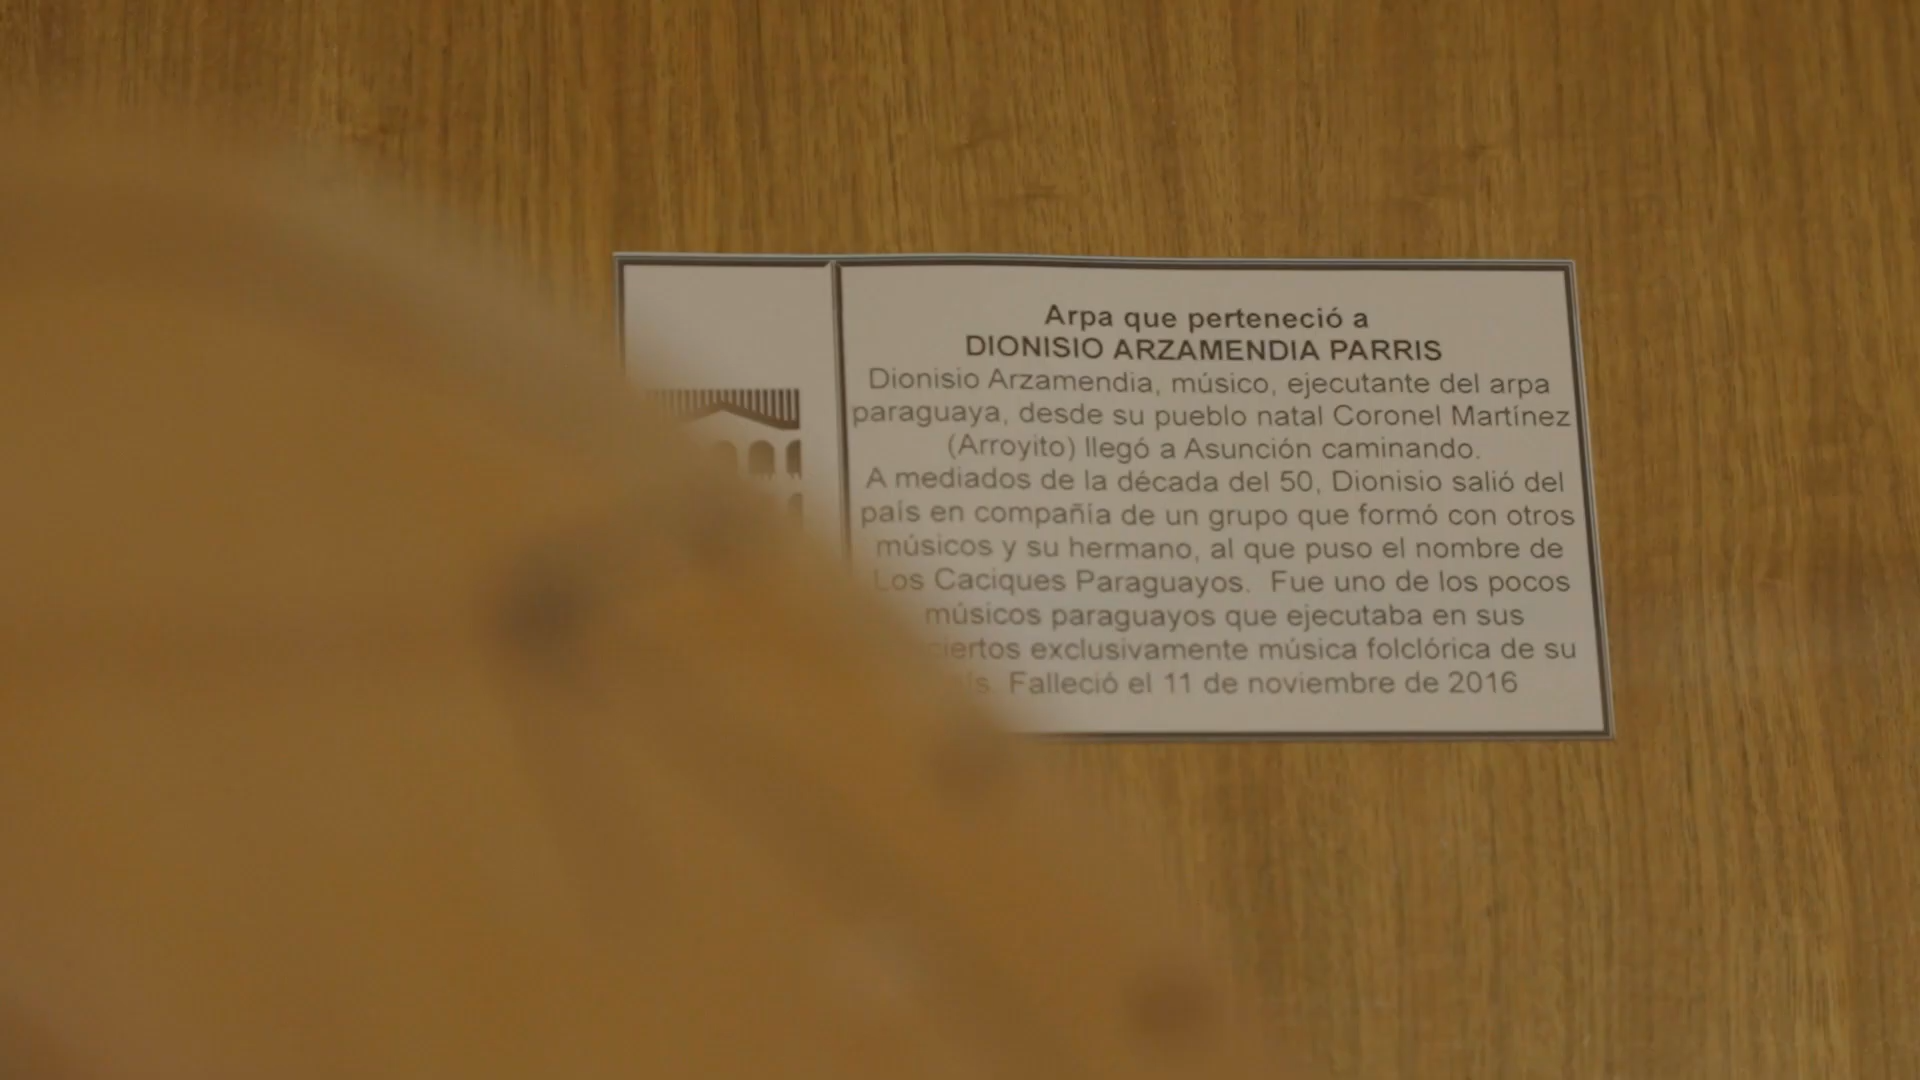 Arpa que perteneció a
DIONISIO ARZAMENDIA PARRIS
Dionisio Arzamendia, músico, ejecutante del arpa
paraguaya, desde su pueblo natal Coronel Martínez
(Arroyito) llegó a Asunción caminando.
A mediados de la década del 50, Dionisio salió del
país en compañía de un grupo que formó con otros
músicos y su hermano, al que puso el nombre de
Los Caciques Paraguayos. Fue uno de los pocos
músicos paraguayos que ejecutaba en sus
exclusivamente música folclórica de su
Falleció el 11 de noviembre de 2016